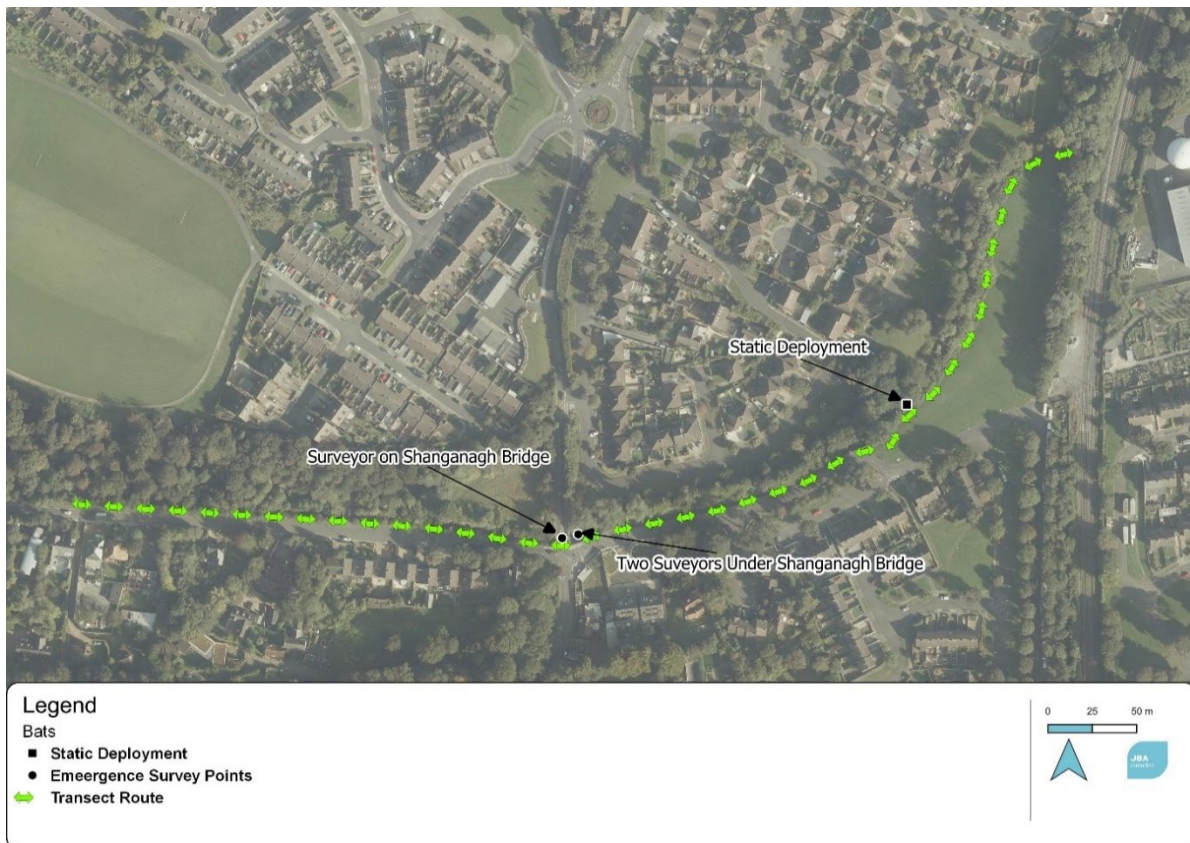 Static Deployment
Surveyor on Shanganagh Bridge
Two Suveyors Under Shanganagh Bridge
Legend
Bats
Static Deployment
Emeergence Survey Points
Transect Route
0 25 50 m
JBA